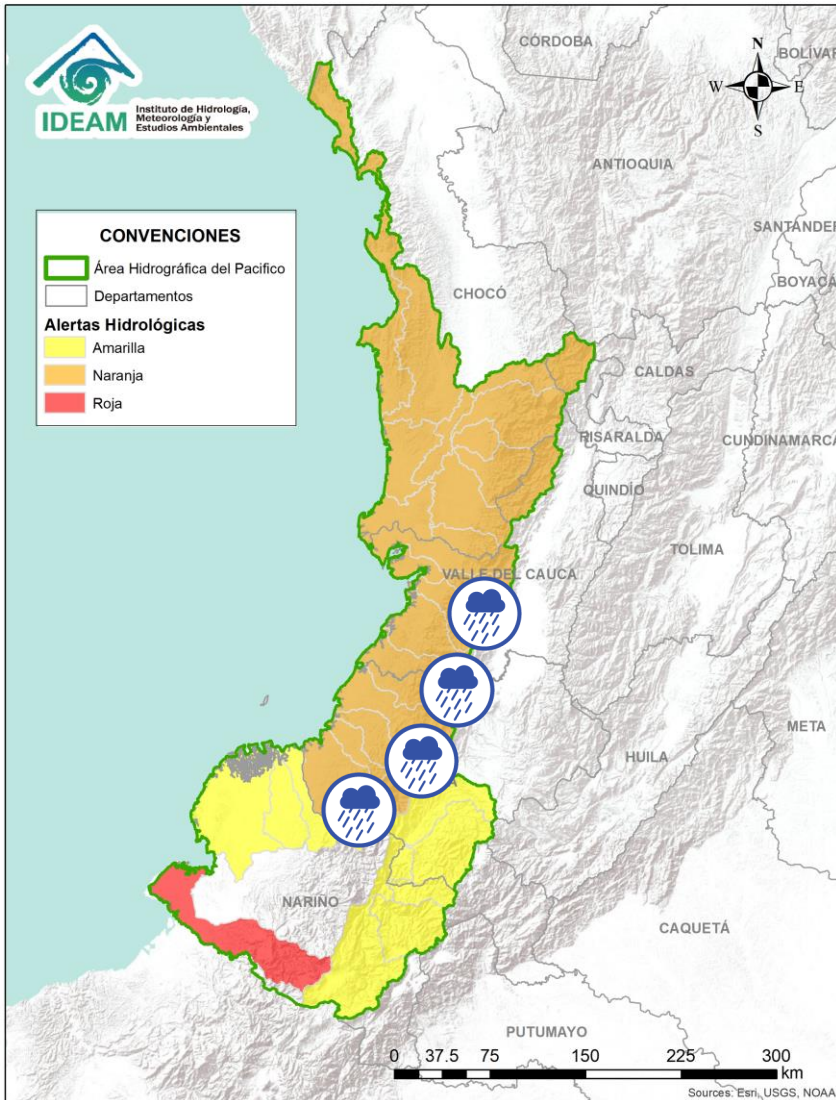 IDEAM
Instituto de Hidrología,
Meteorología y
Estudios Ambientales
CÓRDOBA
BOLÍVAR
N
W
E
S
ANTIOQUIA
SANTANDER
BOYACÁ
CONVENCIONES
Área Hidrográfica del Pacifico
Departamentos
Alertas Hidrológicas
Amarilla
Naranja
Roja
CHOCÓ
CALDAS
RISARALDA
CUNDINAMARCA
QUINDÍO
TOLIMA
VALLE DEL CAUCA
META
HUILA
NARIÑO
CAQUETÁ
PUTUMAYO
0 37.5 75 150 225 300
km
Sources: Esri, USGS, NOAA